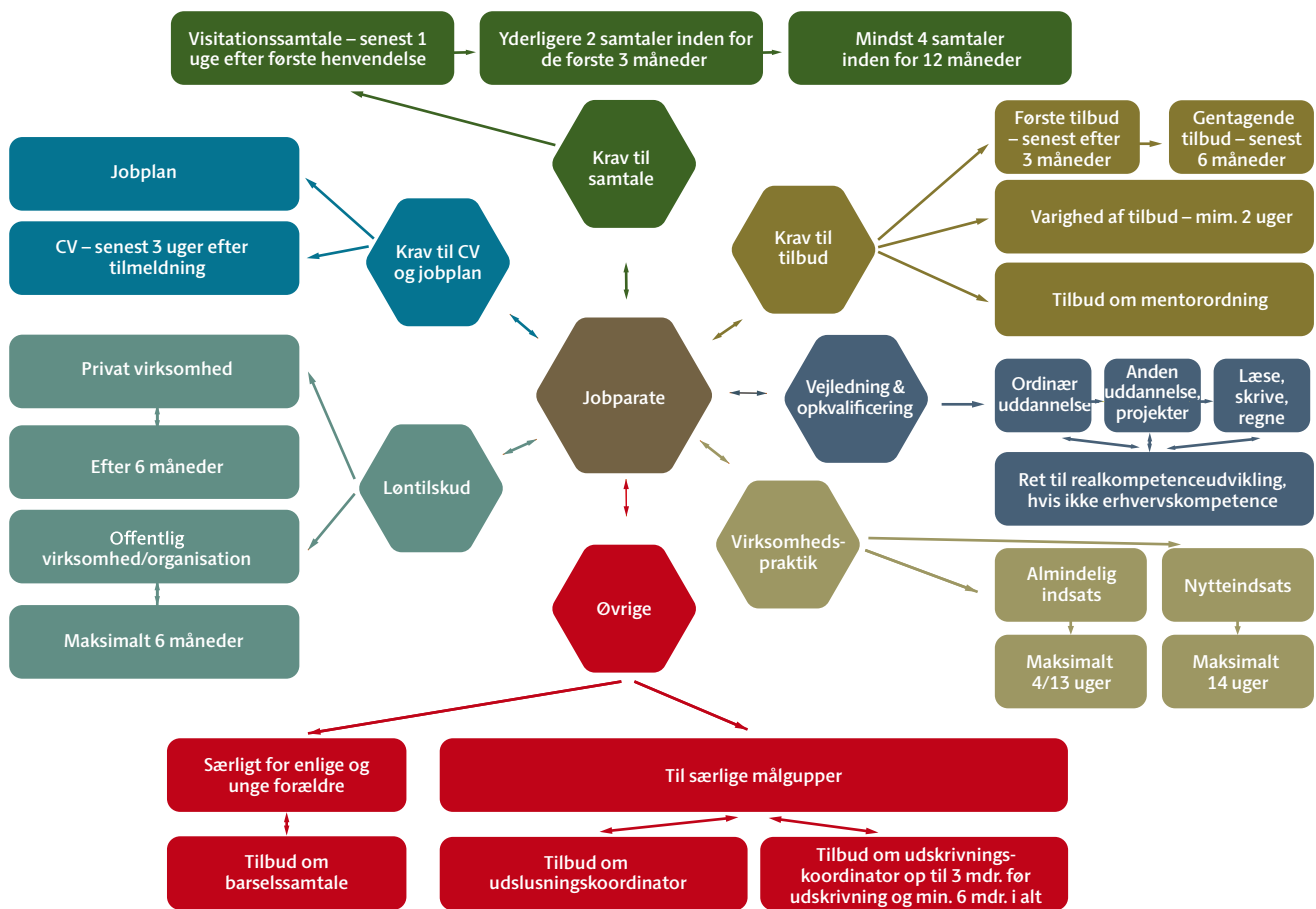 Visitationssamtale – senest 1
uge efter første henvendelse
Yderligere 2 samtaler inden for
de første 3 måneder
Mindst 4 samtaler
inden for 12 måneder
Krav til
samtale
Første tilbud
– senest efter
3 måneder
Gentagende
tilbud – senest
6 måneder
Jobplan
CV – senest 3 uger efter
tilmeldning
Krav til CV
og jobplan
Krav til
tilbud
Varighed af tilbud – mim. 2 uger
Tilbud om mentorordning
Privat virksomhed
Efter 6 måneder
Offentlig
virksomhed/organisation
Maksimalt 6 måneder
Løntilskud
Jobparate
Vejledning &
opkvalificering
Ordinær
uddannelse
Anden
uddannelse,
projekter
Læse,
skrive,
regne
Ret til realkompetenceudvikling,
hvis ikke erhvervskompetence
Virksomheds-
praktik
Almindelig
indsats
Nytteindsats
Maksimalt
4/13 uger
Maksimalt
14 uger
Øvrige
Særligt for enlige og
unge forældre
Til særlige målgupper
Tilbud om
barselssamtale
Tilbud om
udslusningskoordinator
Tilbud om udskrivnings-
koordinator op til 3 mdr. før
udskrivning og min. 6 mdr. i alt